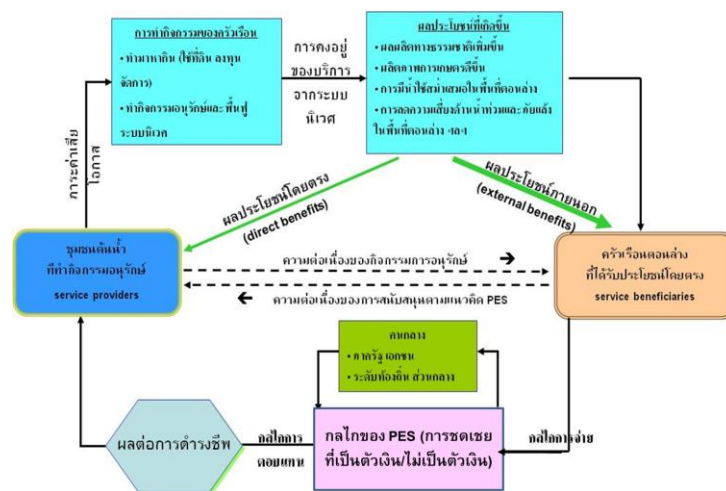 การทำกิจกรรมของครัวเรือน
• ทำมาหากิน (ใช้ที่ดิน ลงทุน
จัดการ)
• ทำกิจกรรมอนุรักษ์และ ฟื้นฟู
ระบบนิเวศ
การคงอยู่
ของบริการ
จากระบบ
นิเวศ
ผลประโยชน์ที่เกิดขึ้น
• ผลผลิตทางธรรมชาติเพิ่มขึ้น
• ผลิตภาพการเกษตรดีขึ้น
• การมีน้ำใช้สม่ำเสมอในพื้นที่ตอนล่าง
• การลดความเสี่ยงด้านน้ำท่วมและ ภัยแล้ง
ในพื้นที่ตอนล่าง ฯลฯ
ภาระค่าเสีย
โอกาส
ผลประโยชน์โดยตรง
(direct benefits)
ผลประโยชน์ภายนอก
(external benefits)
ชุมชนต้นน้ำ
ที่ทำกิจกรรมอนุรักษ์
service providers
ความต่อเนื่องของกิจกรรมการอนุรักษ์ →
← ความต่อเนื่องของการสนับสนุนตามแนวคิด PES
ครัวเรือนตอนล่าง
ที่ได้รับประโยชน์โดยตรง
service beneficiaries
คนกลาง
• ภาครัฐ เอกชน
• ระดับท้องถิ่น ส่วนกลาง
ผลต่อการดำรงชีพ
กลไกการ
ตอบแทน
กลไกของ PES (การชดเชย
ที่เป็นตัวเงิน/ไม่เป็นตัวเงิน)
กลไกการจ่าย